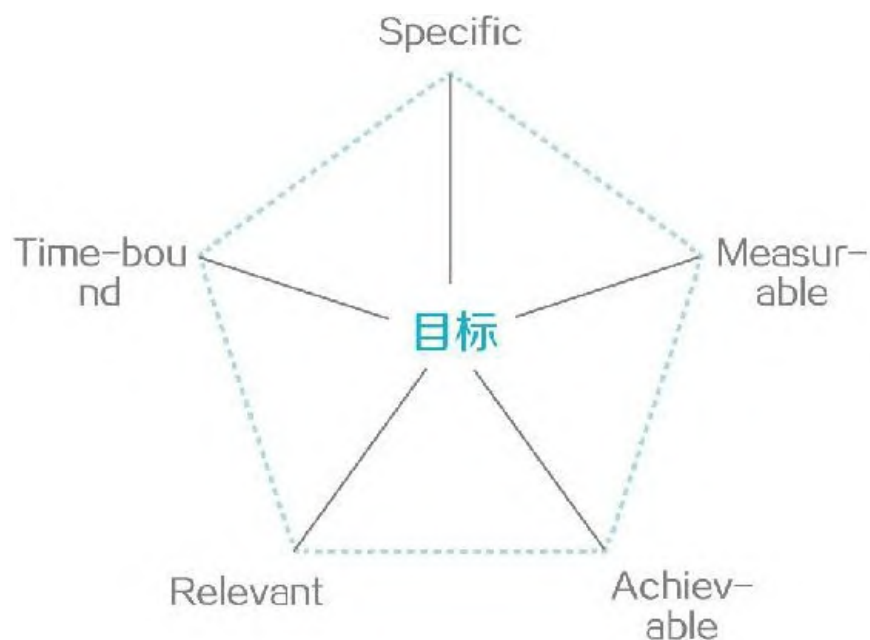 Specific
Time-bou
nd
Measur-
able
目标
Relevant
Achiev-
able